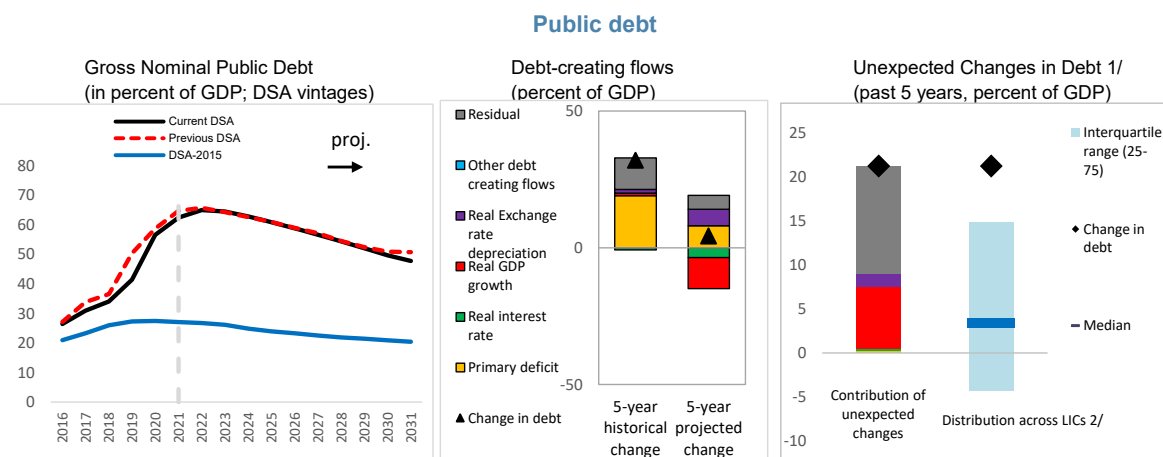 Public debt
Gross Nominal Public Debt
(in percent of GDP; DSA vintages)
Current DSA
Previous DSA
DSA-2015
proj.
80
70
60
50
40
30
20
10
0
2016
2017
2018
2019
2020
2021
2022
2023
2024
2025
2026
2027
2028
2029
2030
2031
Debt-creating flows
(percent of GDP)
Residual
Other debt
creating flows
Real Exchange
rate
depreciation
Real GDP
growth
Real interest
rate
Primary deficit
Change in debt
50
0
-50
5-year
historical
change
5-year
projected
change
Unexpected Changes in Debt 1/
(past 5 years, percent of GDP)
25
20
15
10
5
0
-5
-10
Contribution of
unexpected
changes
Distribution across LICs 2/
Interquartile
range (25-
75)
Change in
debt
Median